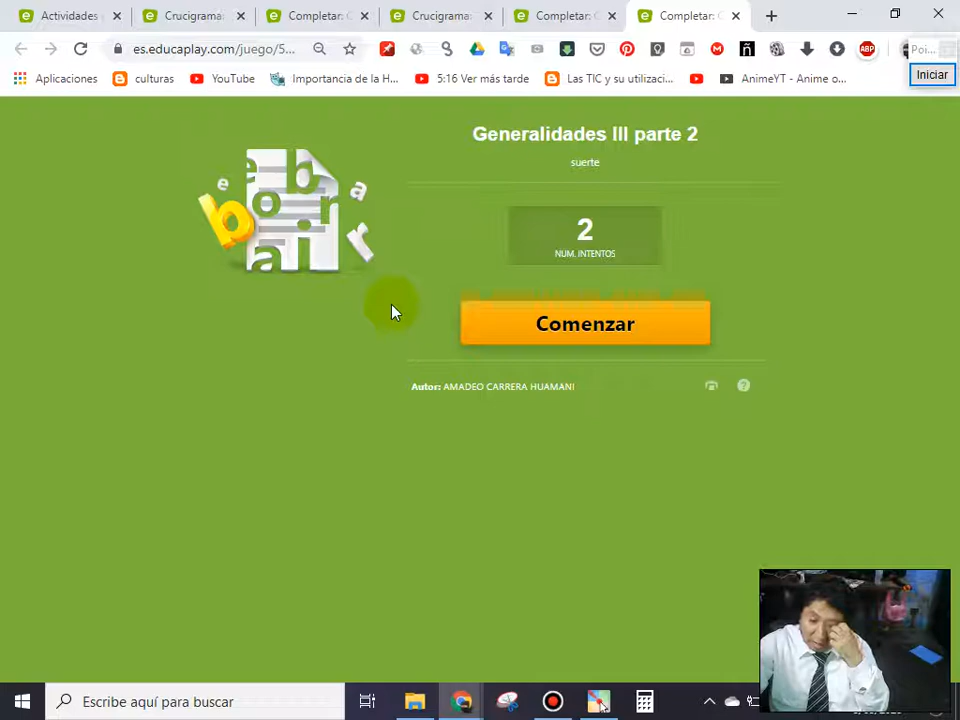 Actividades
Crucigrama:
Completar: C
Crucigrama:
Completar: C
Completar: C
es.educaplay.com/juego/5...
Poi...
Iniciar
Aplicaciones
culturas
YouTube
Importancia de la H...
5:16 Ver más tarde
Las TIC y su utilizaci...
AnimeYT - Anime o...
Generalidades III parte 2
suerte
2
NUM. INTENTOS
Comenzar
Autor: AMADEO CARRERA HUAMANI
Escribe aquí para buscar